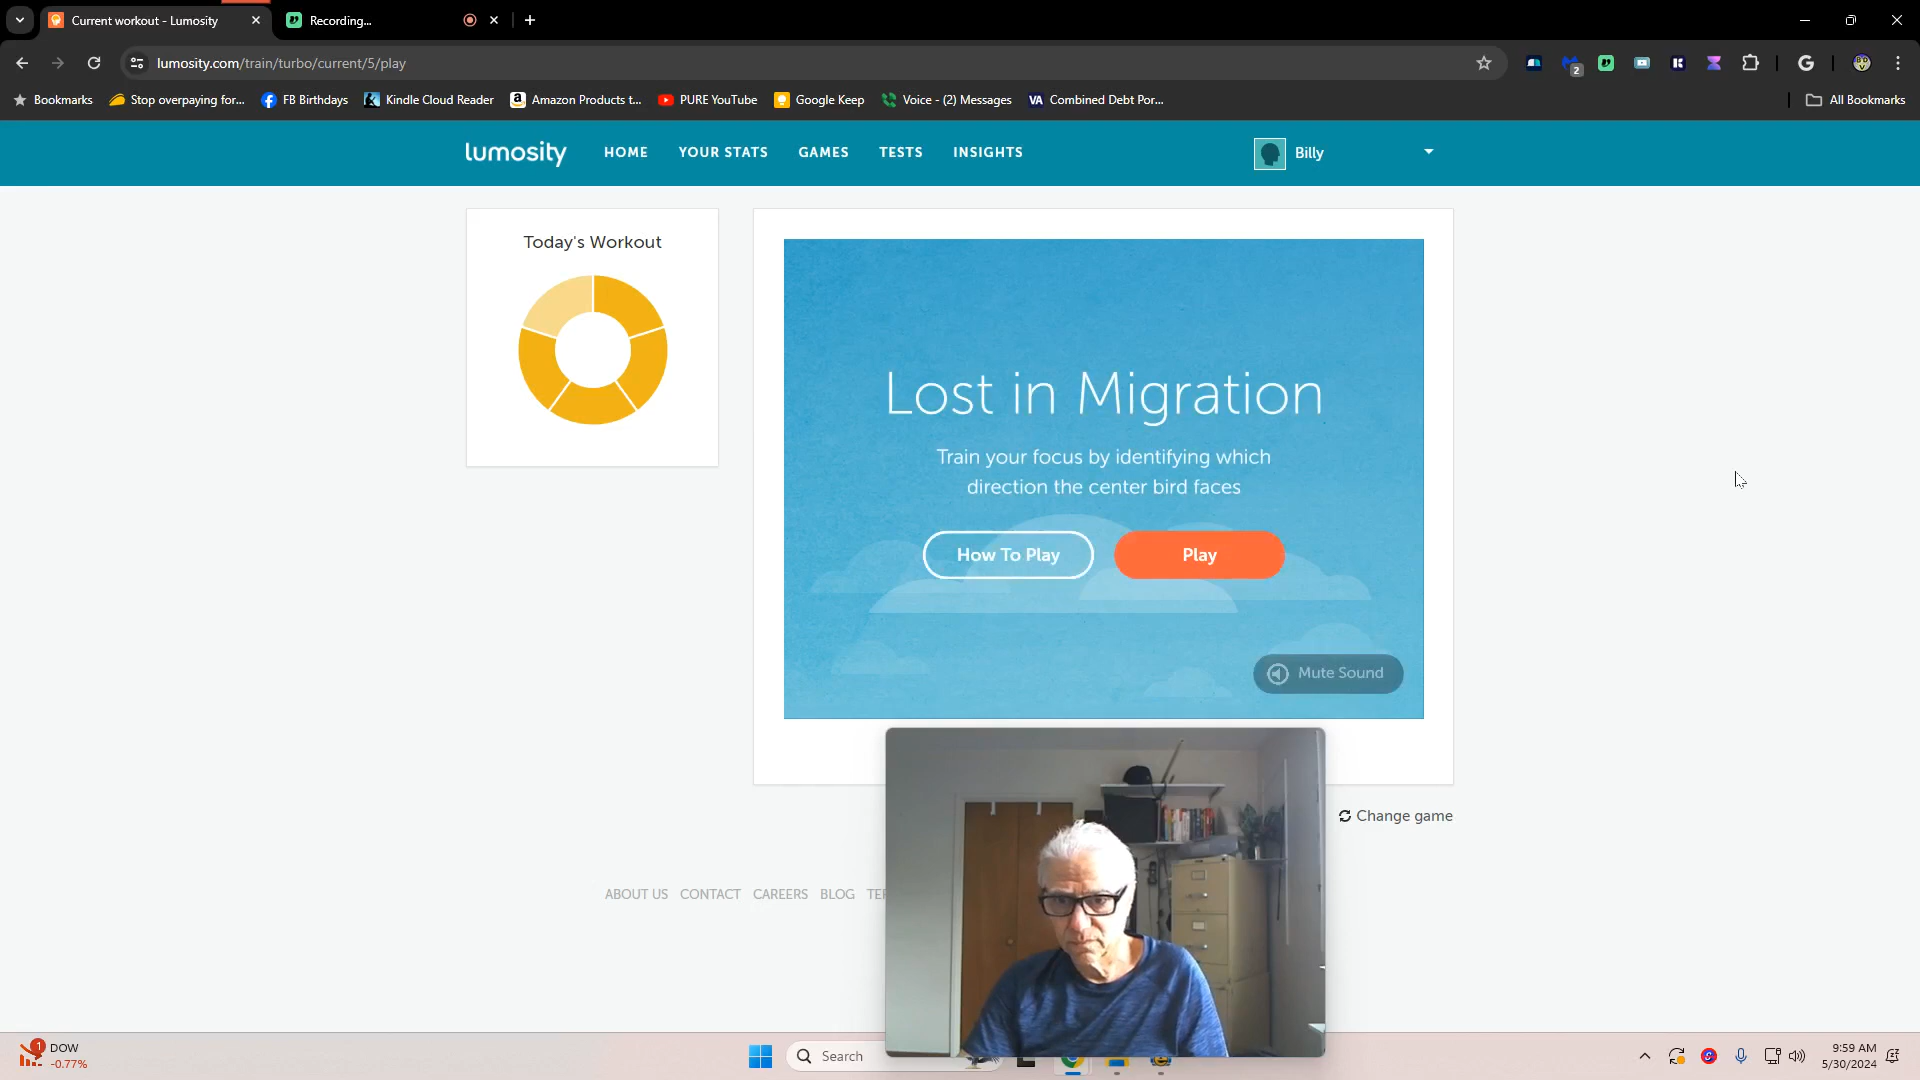 Current workout - Lumosity
Recording...
lumosity.com/train/turbo/current/5/play
2
Bookmarks
Stop overpaying for...
FB Birthdays
Kindle Cloud Reader
Amazon Products t...
PURE YouTube
Google Keep
Voice - (2) Messages
VA Combined Debt Por...
All Bookmarks
lumosity
HOME
YOUR STATS
GAMES
TESTS
INSIGHTS
Billy
Today's Workout
Lost in Migration
Train your focus by identifying which
direction the center bird faces
How To Play
Play
Mute Sound
Change game
ABOUT US
CONTACT
CAREERS
BLOG
1
DOW
-0.77%
Search
9:59 AM
5/30/2024